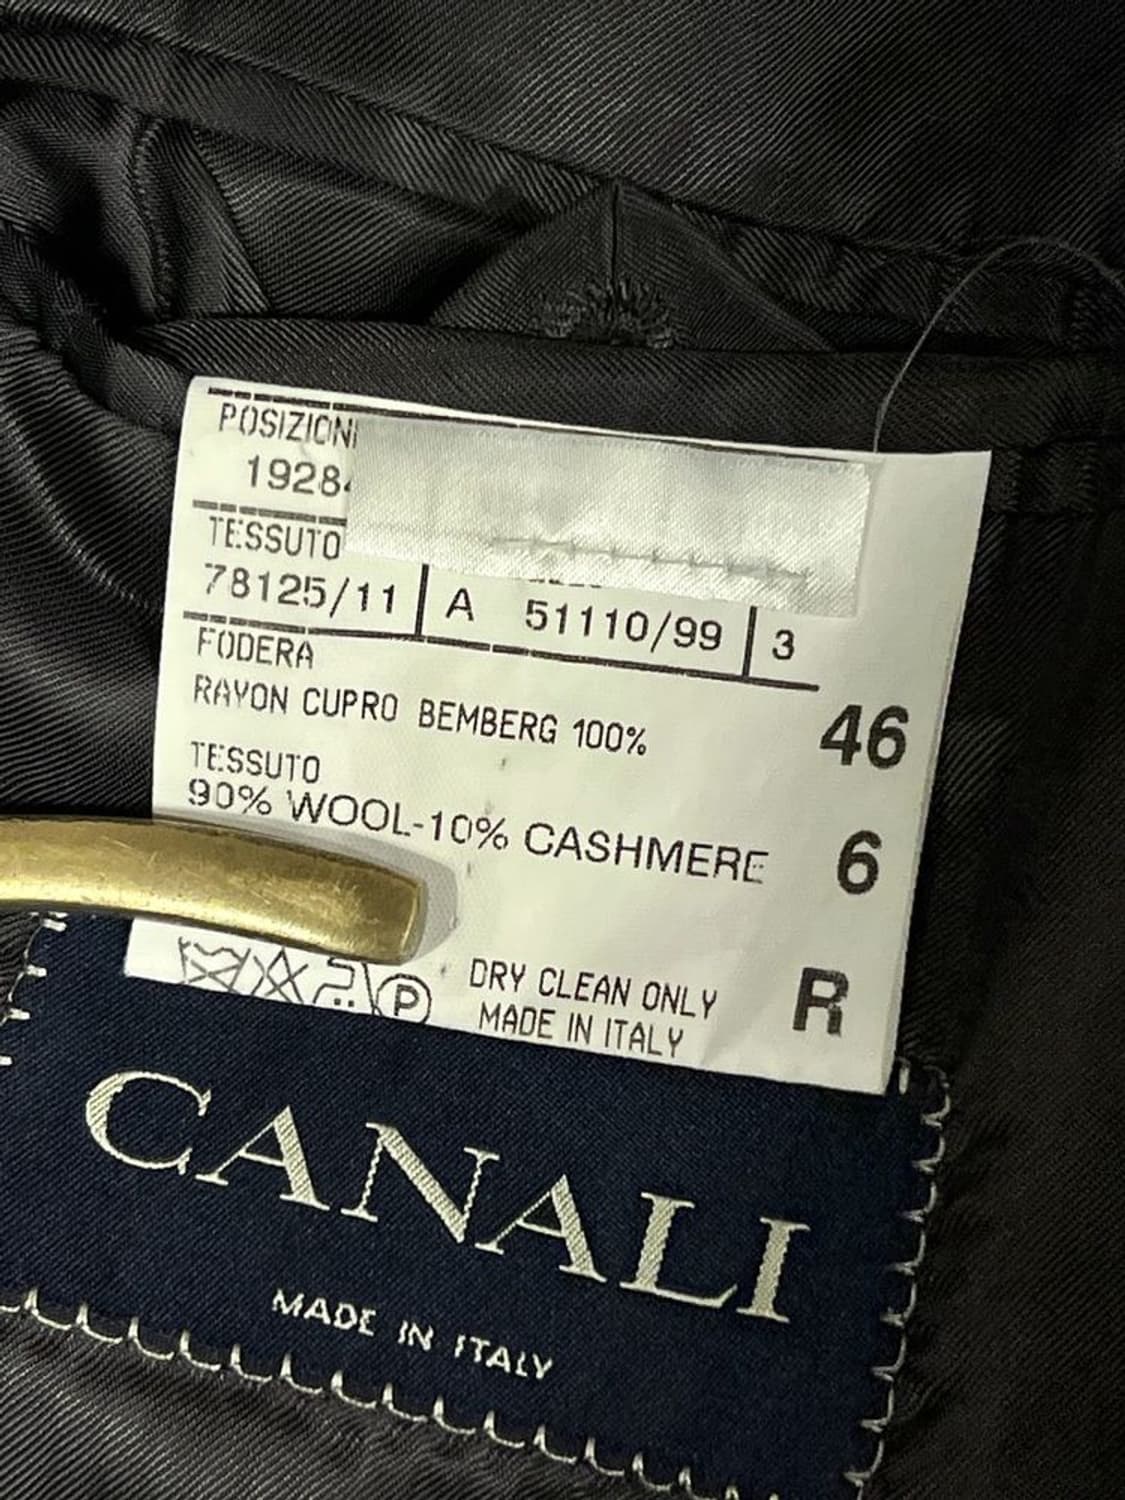 POSIZIONI
1928
TESSUTO
78125/11 A 51110/99 3
FODERA
RAYON CUPRO BEMBERG 100%
46
TESSUTO
90% WOOL-10% CASHMERE
6
P
DRY CLEAN ONLY
R
MADE IN ITALY
CANALI
MADE IN ITALY